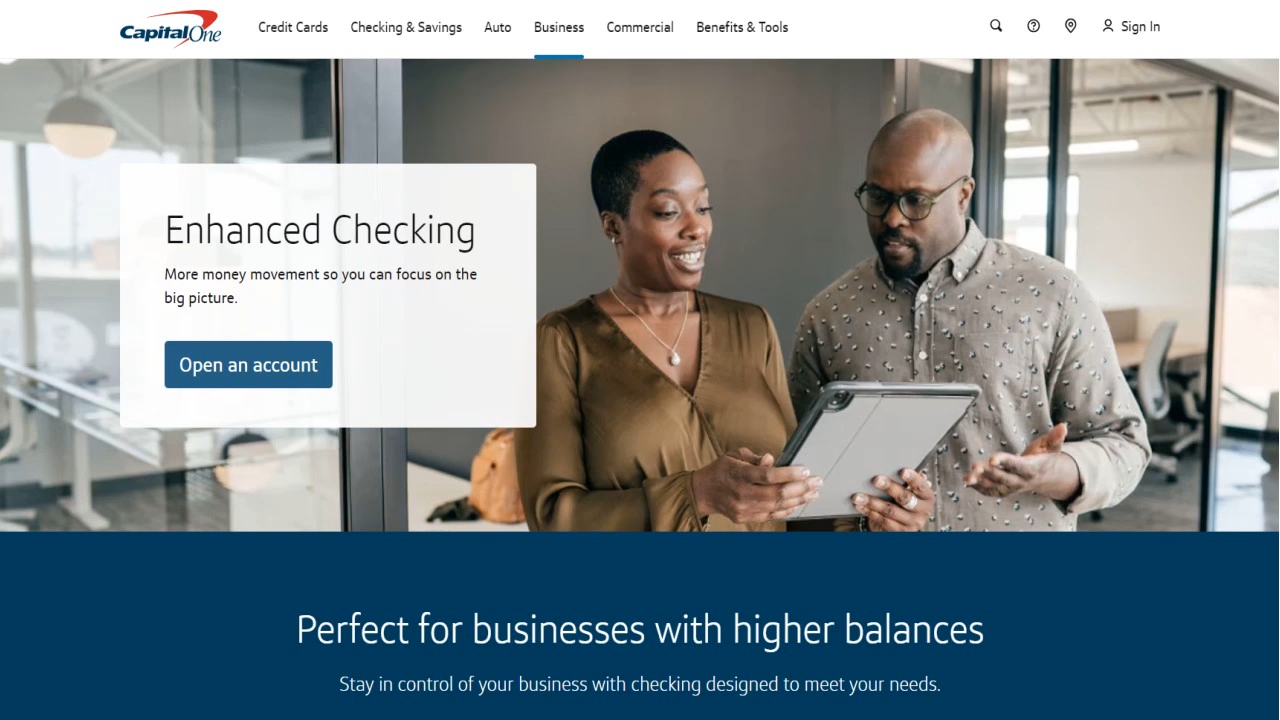 CapitalOne
Credit Cards
Checking & Savings
Auto
Business
Commercial
Benefits & Tools
Sign In
Enhanced Checking
More money movement so you can focus on the
big picture.
Open an account
Perfect for businesses with higher balances
Stay in control of your business with checking designed to meet your needs.